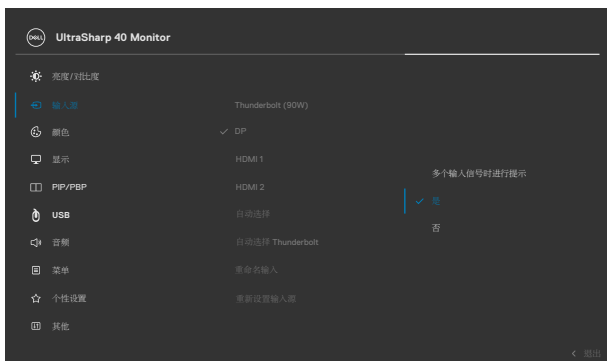 DELL
UltraSharp 40 Monitor
亮度/对比度
输入源
Thunderbolt (90W)
颜色
DP
显示
HDMI 1
多个输入信号时进行提示
PIP/PBP
HDMI 2
是
USB
自动选择
否
音频
自动选择 Thunderbolt
菜单
重命名输入
个性设置
重新设置输入源
其他
退出